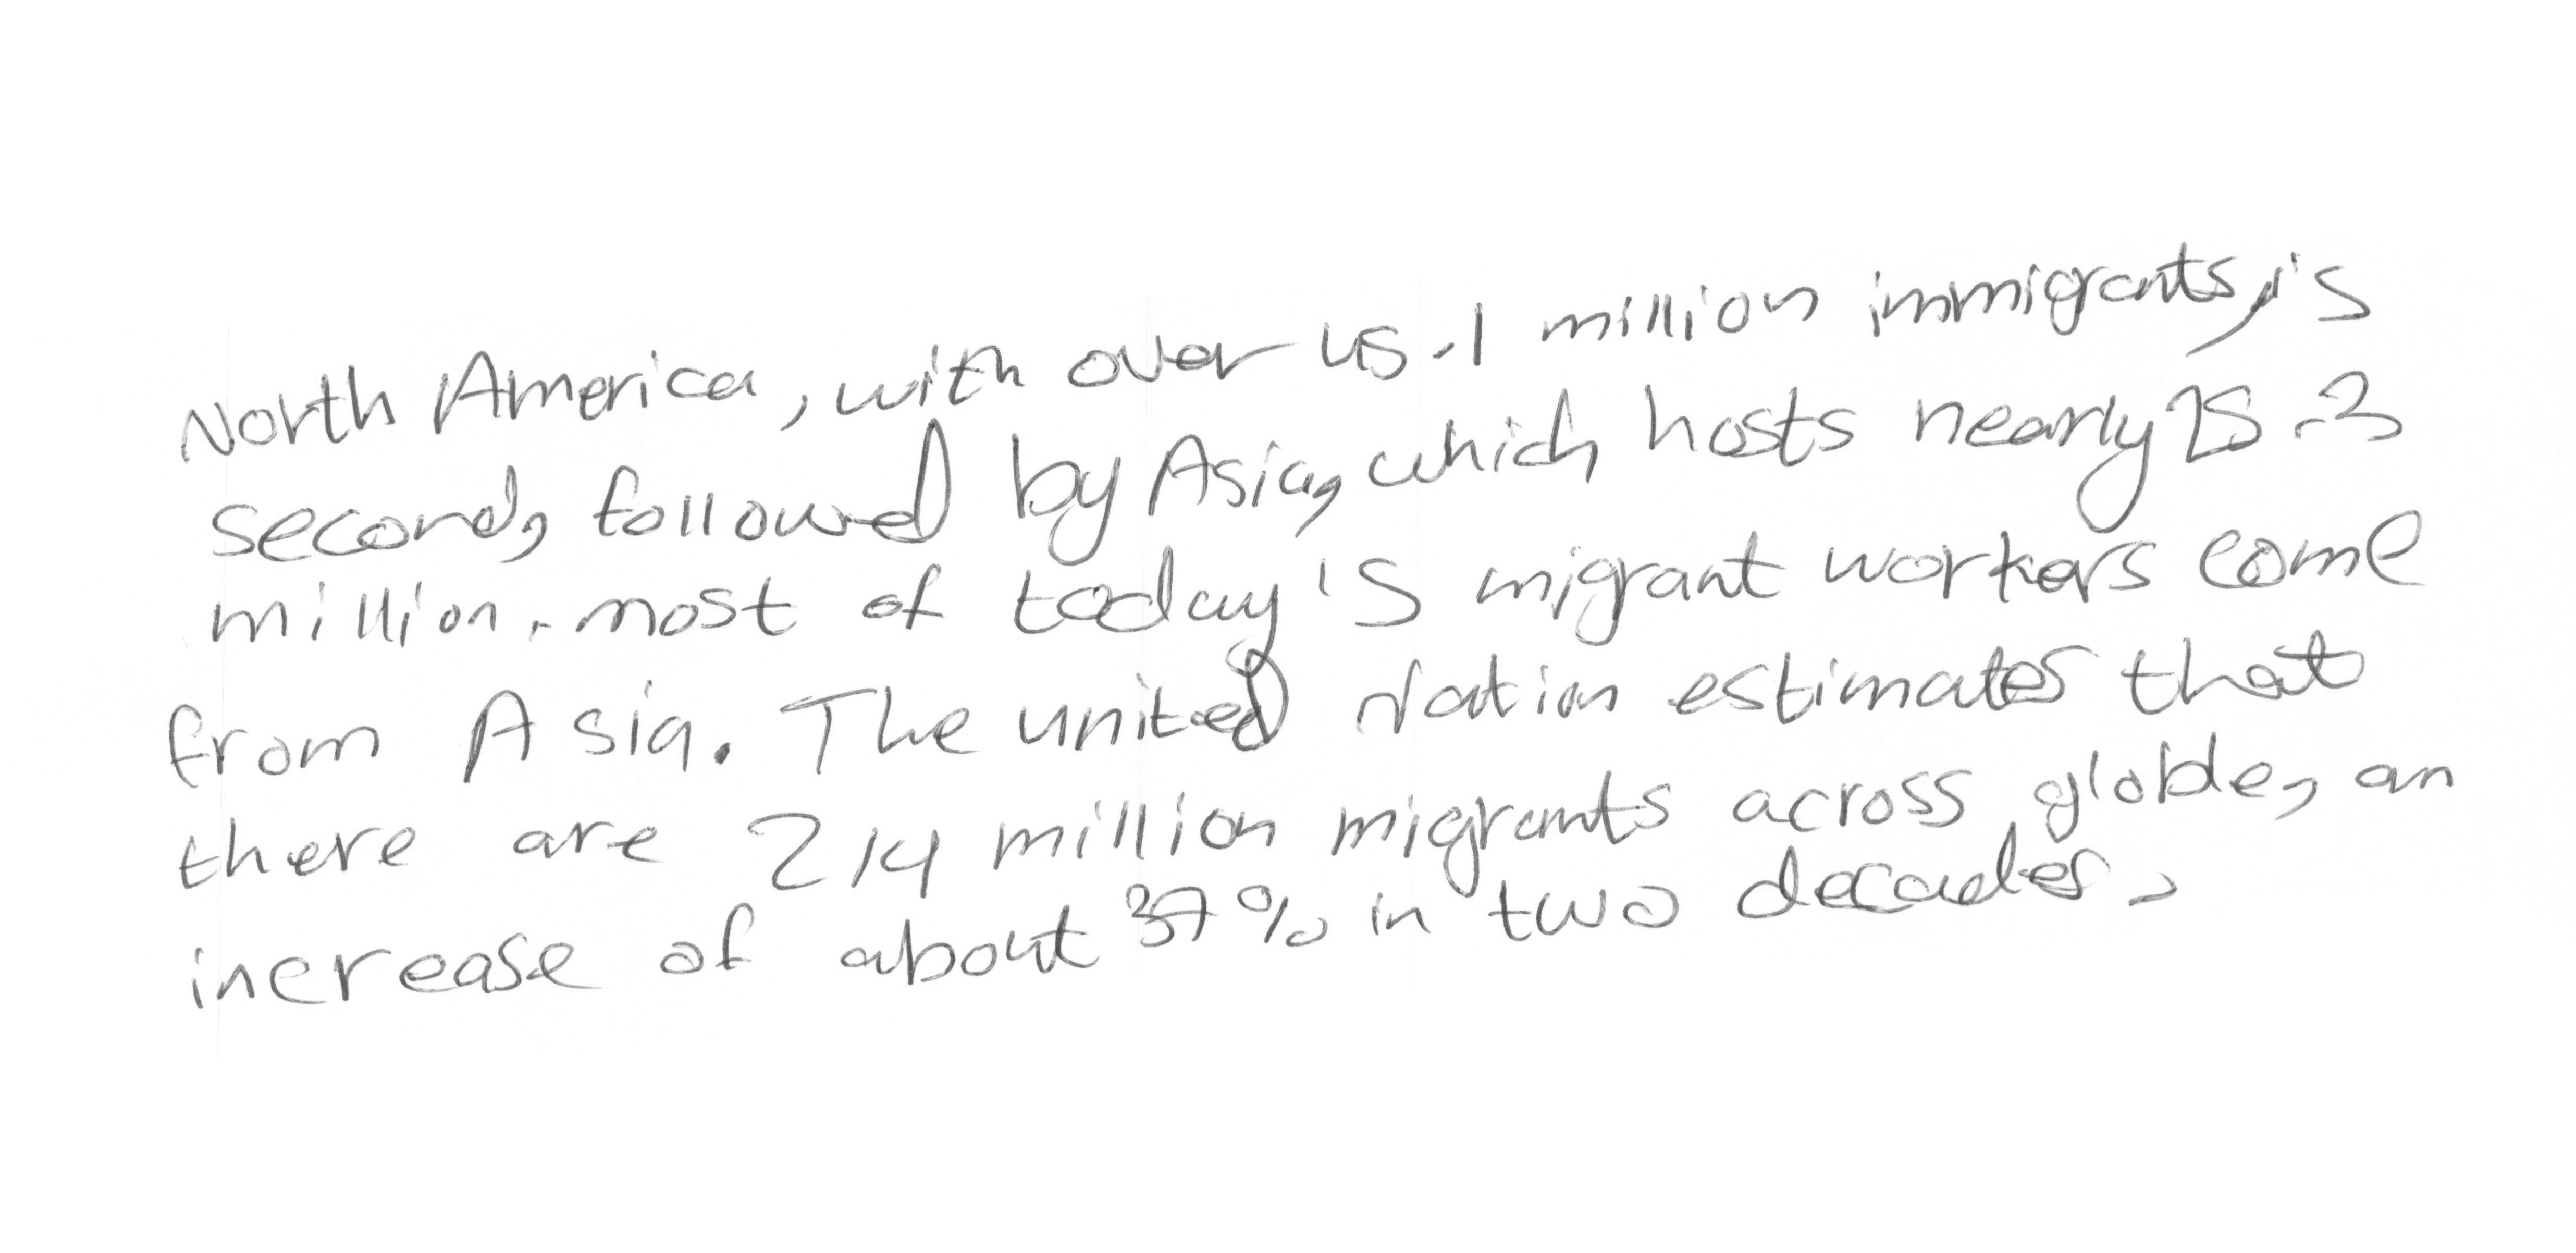 North America, with over 45.1 million immigrants, is
second, followed by Asia, which hosts nearly 25.3
million. most of today's migrant workers come
from Asia. The united Nation estimates that
there are 214 million migrants across globe, an
increase of about 37% in two decades.